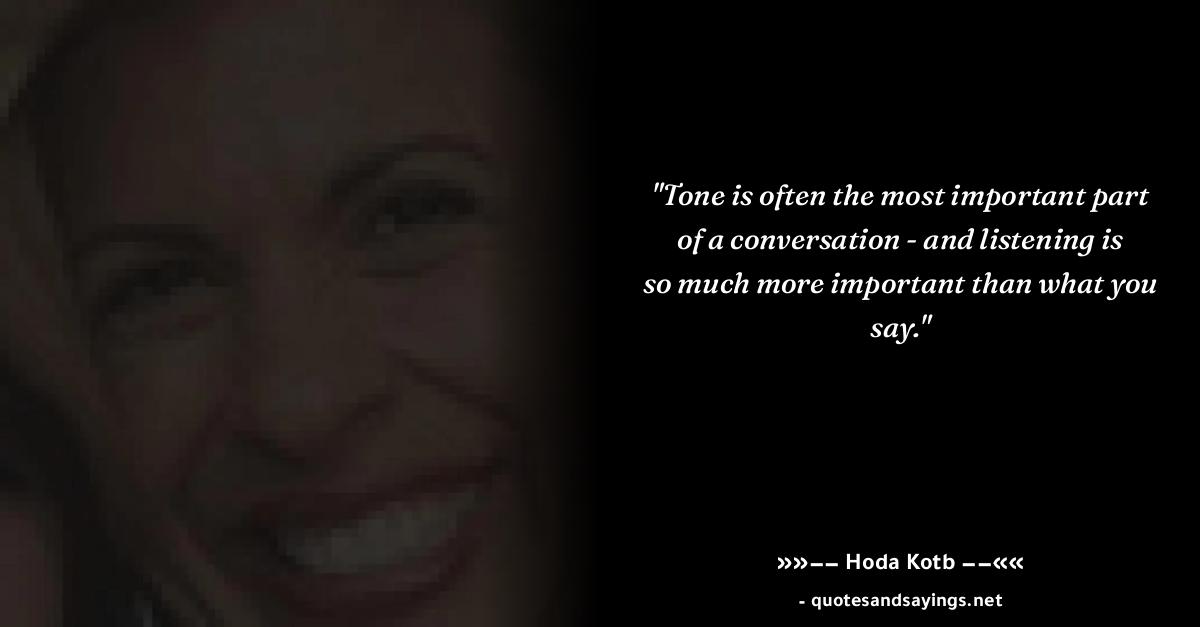 "Tone is often the most important part
of a conversation - and listening is
so much more important than what you
say."
»»–– Hoda Kotb ––««
- quotesandsayings.net